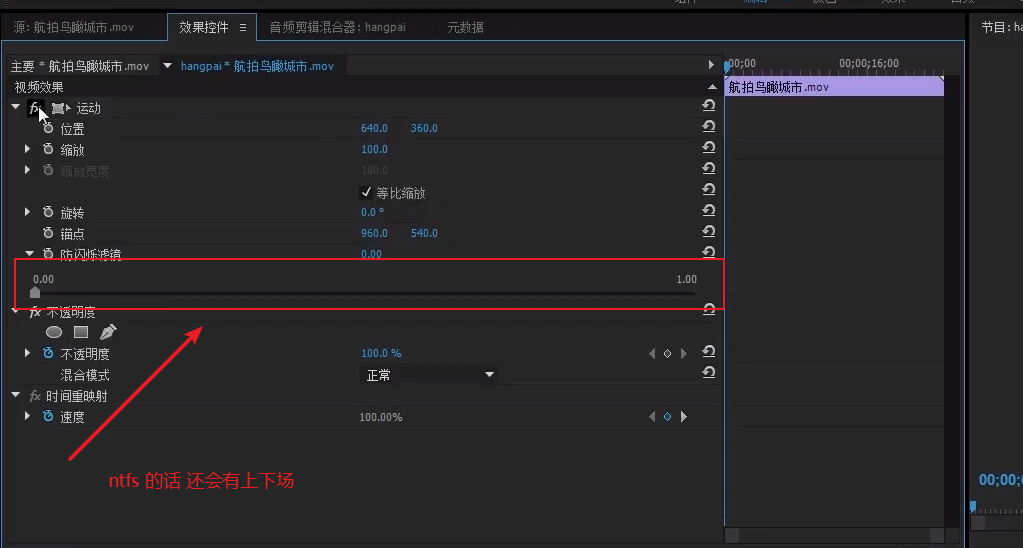 源: 航拍鸟瞰城市.mov 效果控件 ≡ 音频剪辑混合器: hangpai 元数据 节目: ha
主要 * 航拍鸟瞰城市.mov hangpai * 航拍鸟瞰城市.mov
:00;00 00;00;16;00
视频效果
航拍鸟瞰城市.mov
fx 运动
位置 640.0 360.0
缩放 100.0
缩放宽度 100.0
等比缩放
旋转 0.0 °
锚点 960.0 540.0
防闪烁滤镜 0.00
0.00 1.00
fx 不透明度
不透明度 100.0 %
混合模式 正常
fx 时间重映射
速度 100.00%
ntfs 的话 还会有上下场
00;00;0